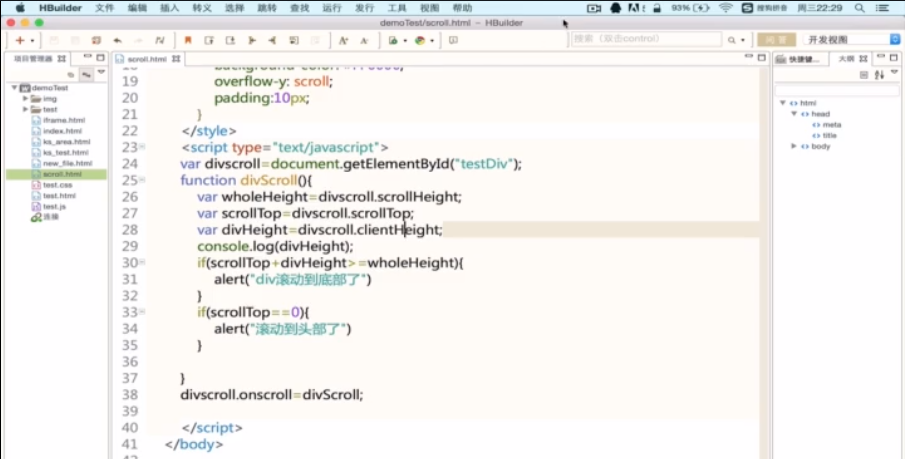 HBuilder 文件 编辑 插入 转义 选择 跳转 查找 运行 发行 工具 视图 帮助 93% 搜狗拼音 周三22:29
demoTest/scroll.html - HBuilder
搜索（双击control） 开发视图
项目管理器 scroll.html 快捷键... 大纲
demoTest
img
test
iframe.html
index.html
ks_area.html
ks_test.html
new_file.html
scroll.html
test.css
test.html
test.js
19 overflow-y: scroll;
20 padding:10px;
21 }
22 </style>
23 <script type="text/javascript">
24 var divscroll=document.getElementById("testDiv");
25 function divScroll(){
26 var wholeHeight=divscroll.scrollHeight;
27 var scrollTop=divscroll.scrollTop;
28 var divHeight=divscroll.clientHeight;
29 console.log(divHeight);
30 if(scrollTop+divHeight>=wholeHeight){
31 alert("div滚动到底部了")
32 }
33 if(scrollTop==0){
34 alert("滚动到头部了")
35 }
36
37 }
38 divscroll.onscroll=divScroll;
39
40 </script>
41 </body>
html
head
meta
title
body